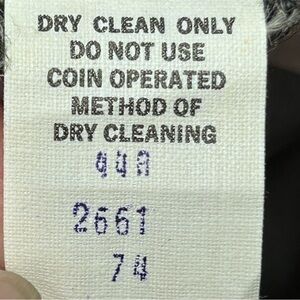 DRY CLEAN ONLY
DO NOT USE
COIN OPERATED
METHOD OF
DRY CLEANING
2661
74